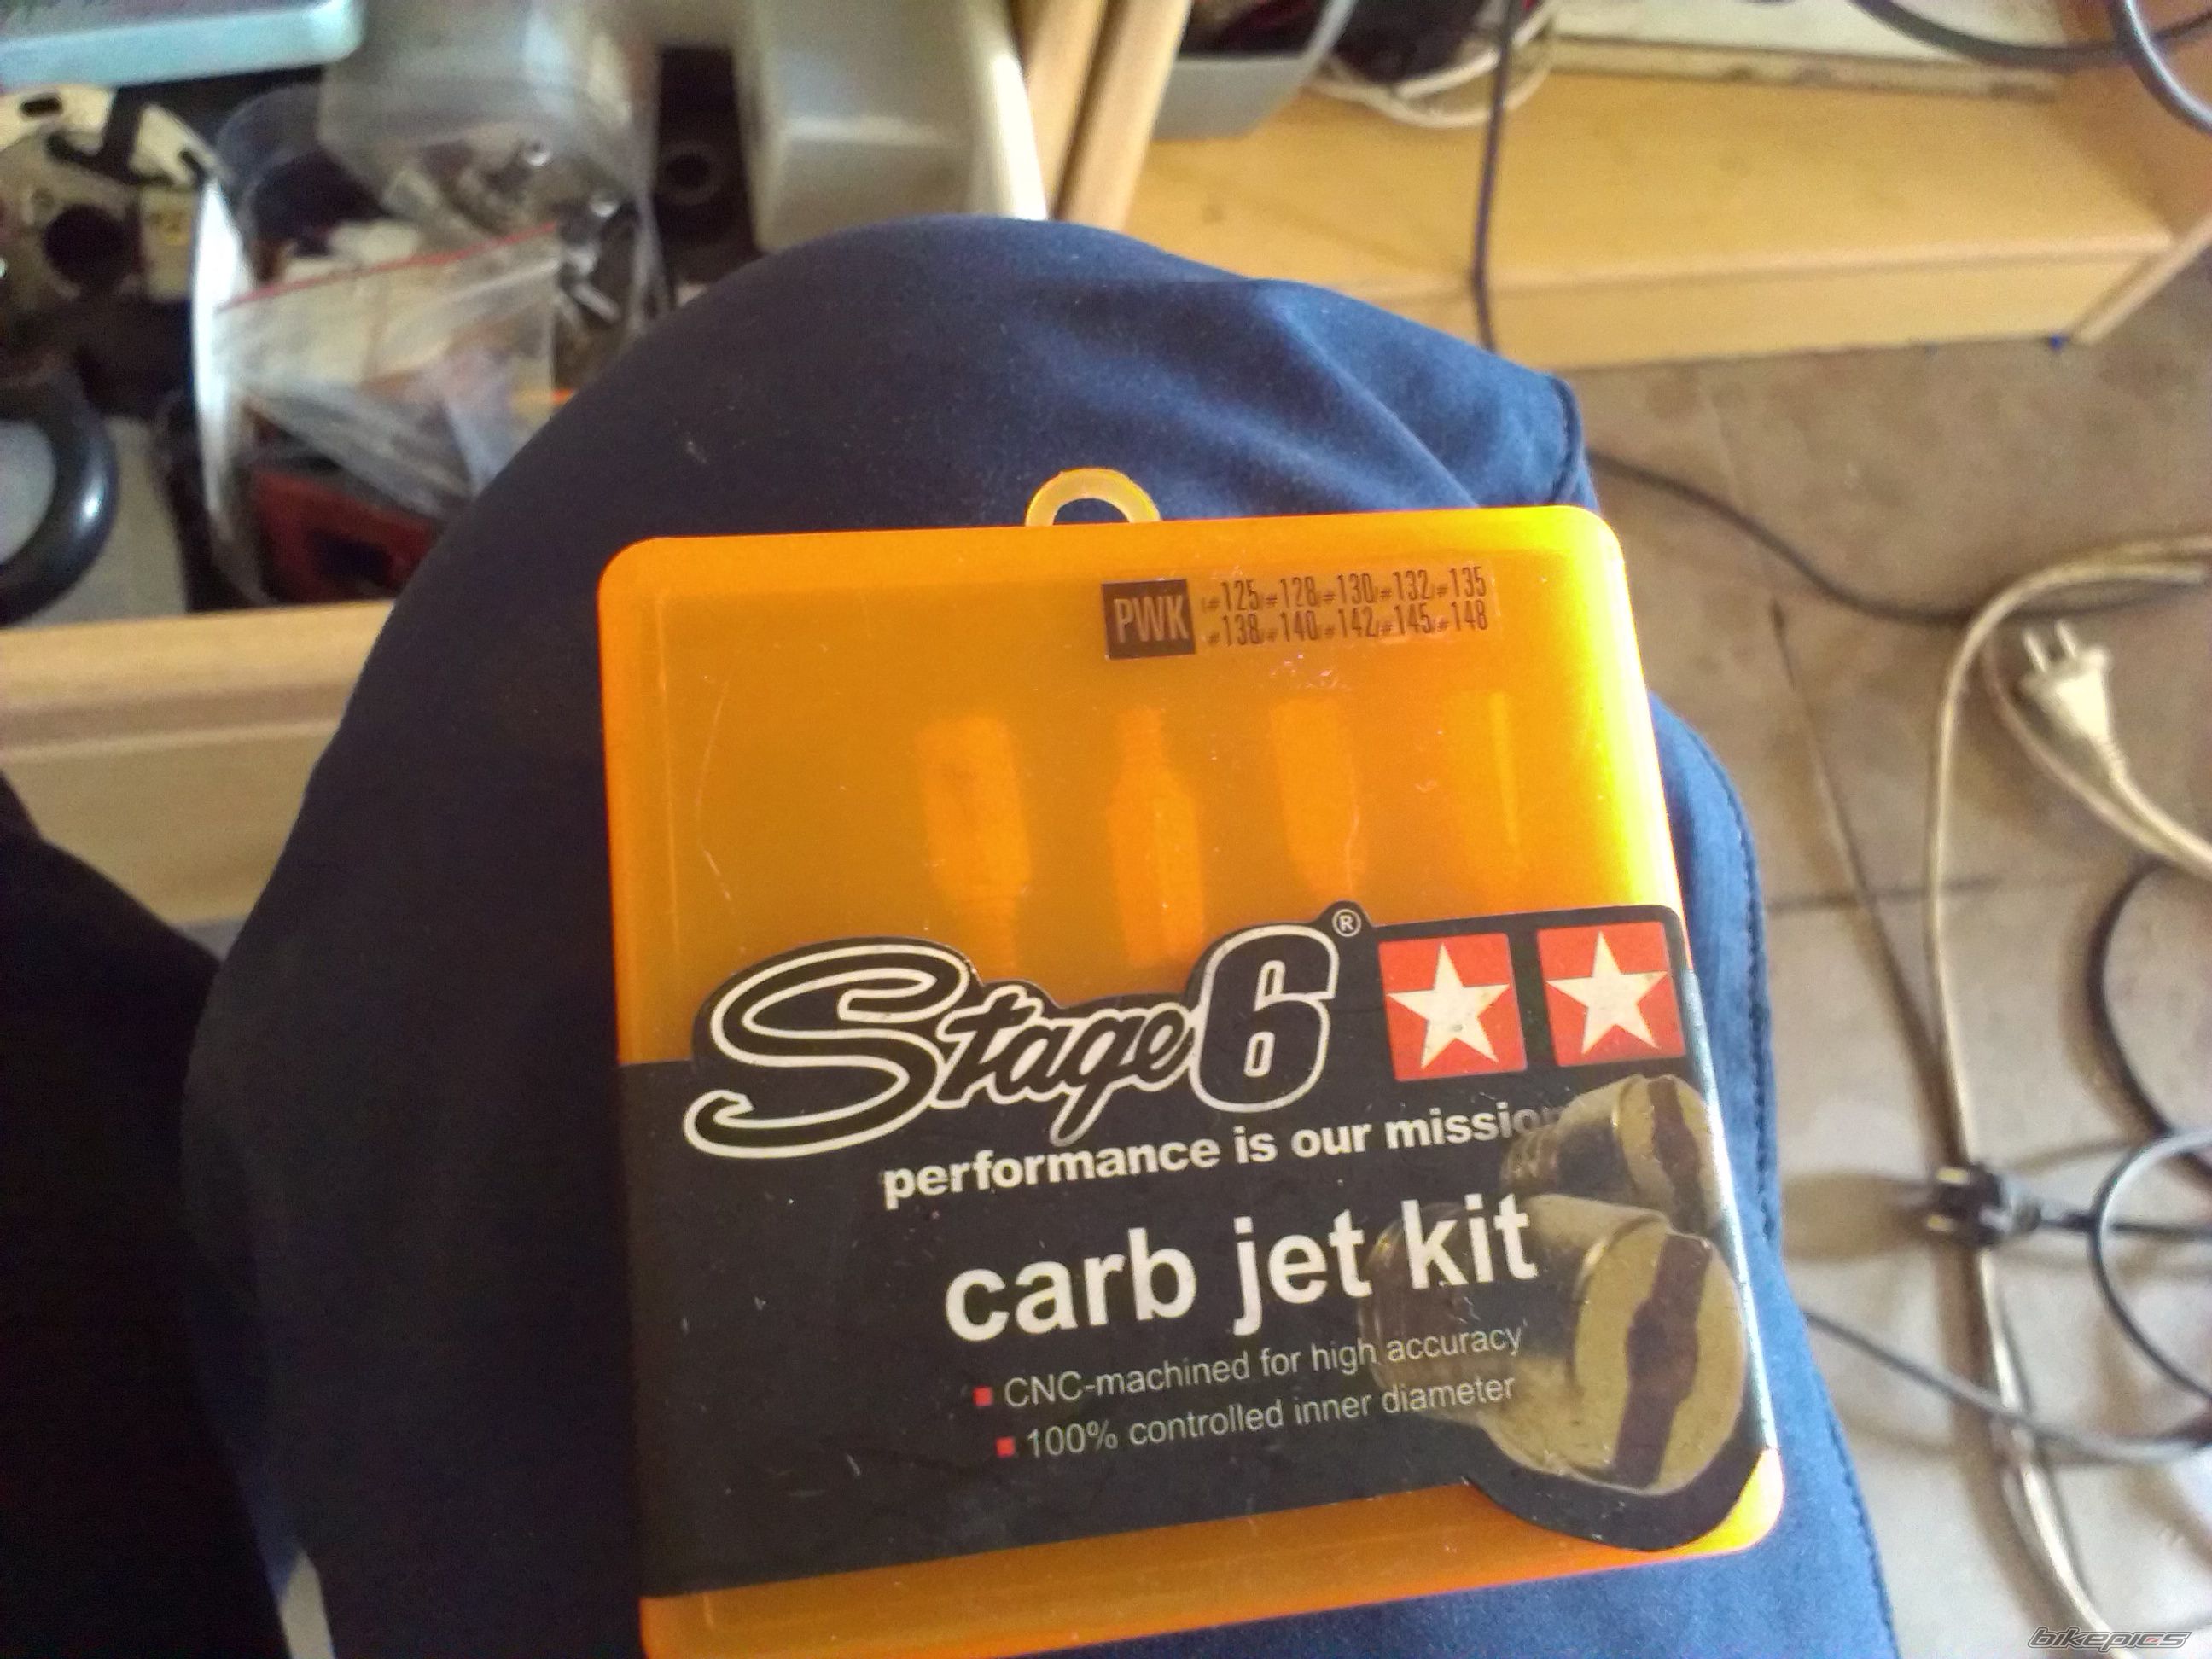 PWK #125 #128 #130 #132 #135
#138 #140 #142 #145 #148
Stage6®
performance is our mission
carb jet kit
CNC-machined for high accuracy
100% controlled inner diameter
bikepics